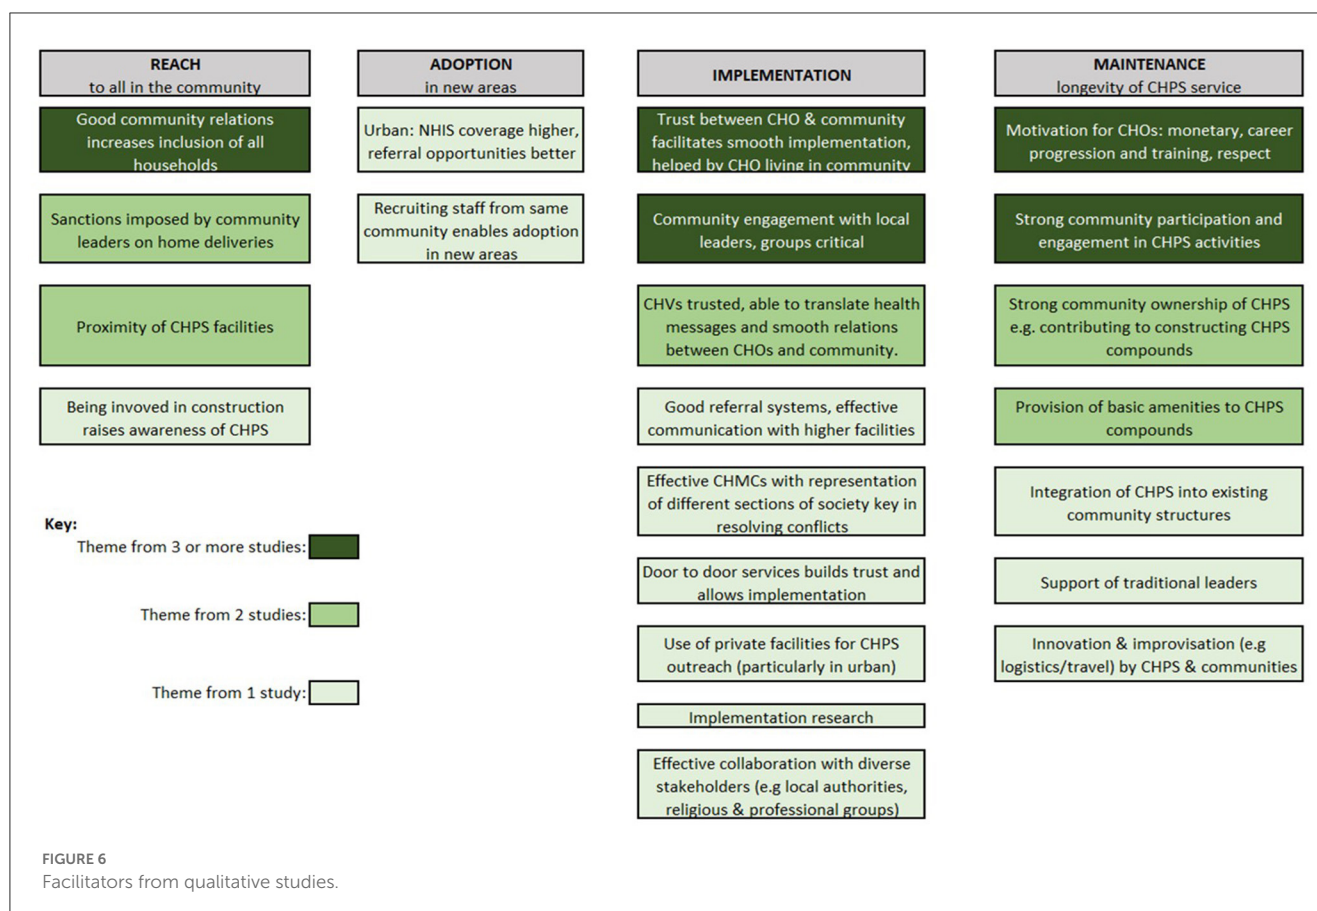 REACH
to all in the community
Good community relations
increases inclusion of all
households
Sanctions imposed by community
leaders on home deliveries
Proximity of CHPS facilities
Being invoved in construction
raises awareness of CHPS
ADOPTION
in new areas
Urban: NHIS coverage higher,
referral opportunities better
Recruiting staff from same
community enables adoption
in new areas
IMPLEMENTATION
Trust between CHO & community
facilitates smooth implementation,
helped by CHO living in community
Community engagement with local
leaders, groups critical
CHVs trusted, able to translate health
messages and smooth relations
between CHOs and community.
Good referral systems, effective
communication with higher facilities
Effective CHMCs with representation
of different sections of society key in
resolving conflicts
Door to door services builds trust and
allows implementation
Use of private facilities for CHPS
outreach (particularly in urban)
Implementation research
Effective collaboration with diverse
stakeholders (e.g local authorities,
religious & professional groups)
MAINTENANCE
longevity of CHPS service
Motivation for CHOs: monetary, career
progression and training, respect
Strong community participation and
engagement in CHPS activities
Strong community ownership of CHPS
e.g. contributing to constructing CHPS
compounds
Provision of basic amenities to CHPS
compounds
Integration of CHPS into existing
community structures
Support of traditional leaders
Innovation & improvisation (e.g
logistics/travel) by CHPS & communities
Key:
Theme from 3 or more studies:
Theme from 2 studies:
Theme from 1 study:
FIGURE 6
Facilitators from qualitative studies.